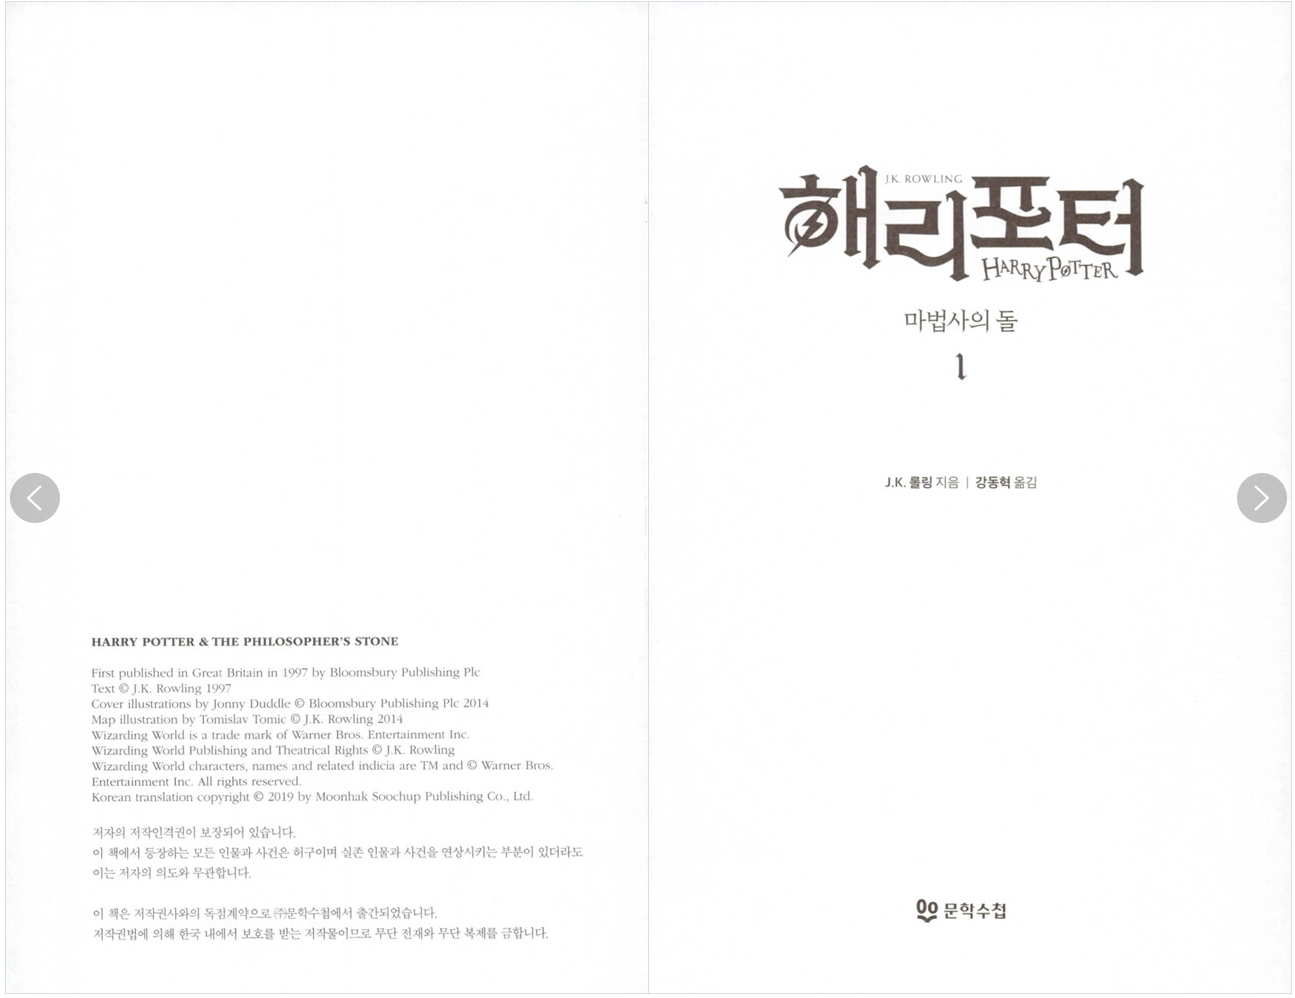 HARRY POTTER & THE PHILOSOPHER'S STONE
First published in Great Britain in 1997 by Bloomsbury Publishing Plc
Text © J.K. Rowling 1997
Cover illustrations by Jonny Duddle © Bloomsbury Publishing Plc 2014
Map illustration by Tomislav Tomic © J.K. Rowling 2014
Wizarding World is a trade mark of Warner Bros. Entertainment Inc.
Wizarding World Publishing and Theatrical Rights © J.K. Rowling
Wizarding World characters, names and related indicia are TM and © Warner Bros.
Entertainment Inc. All rights reserved.
Korean translation copyright © 2019 by Moonhak Soochup Publishing Co., Ltd.
저자의 저작인격권이 보장되어 있습니다.
이 책에서 등장하는 모든 인물과 사건은 허구이며 실존 인물과 사건을 연상시키는 부분이 있더라도
이는 저자의 의도와 무관합니다.
이 책은 저작권사와의 독점계약으로 ㈜문학수첩에서 출간되었습니다.
저작권법에 의해 한국 내에서 보호를 받는 저작물이므로 무단 전재와 무단 복제를 금합니다.
J.K. ROWLING
해리포터
HARRY POTTER
마법사의 돌
1
J.K. 롤링 지음 | 강동혁 옮김
문학수첩